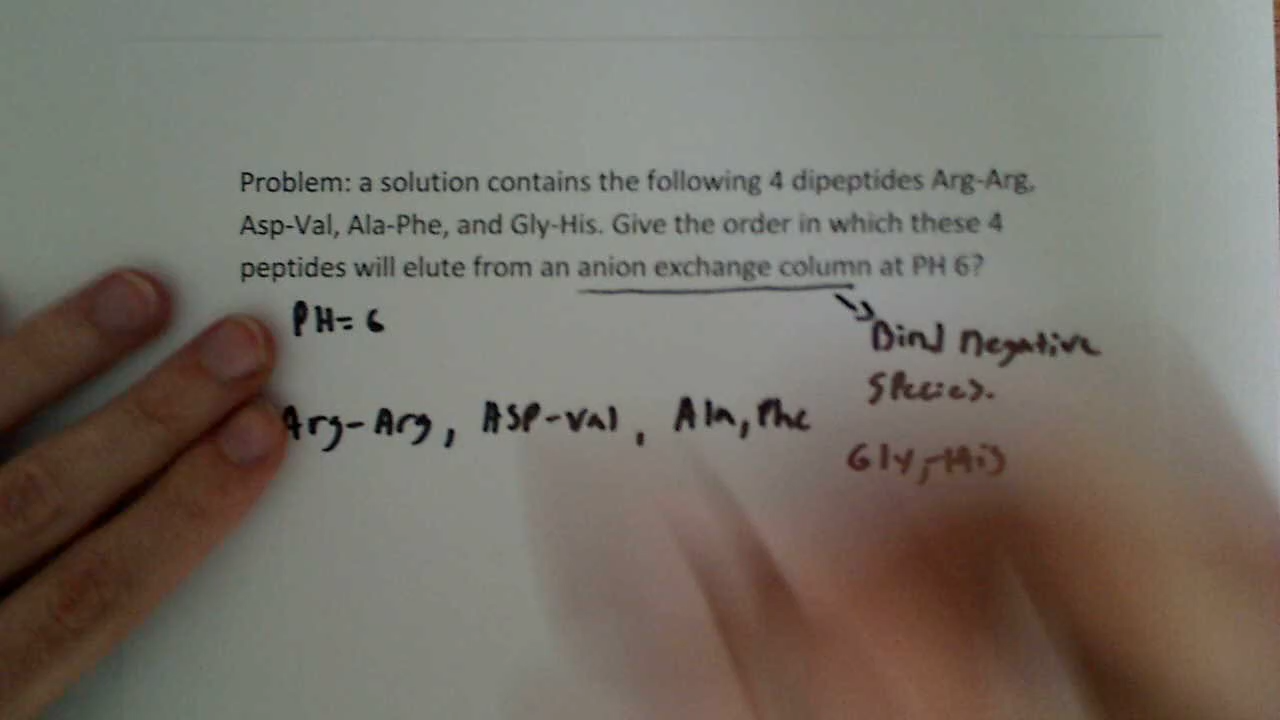 Problem: a solution contains the following 4 dipeptides Arg-Arg,
Asp-Val, Ala-Phe, and Gly-His. Give the order in which these 4
peptides will elute from an anion exchange column at PH 6?
PH= 6
Bind negative
species.
Arg-Arg, ASP-val, Ala, Phe
Gly,-His